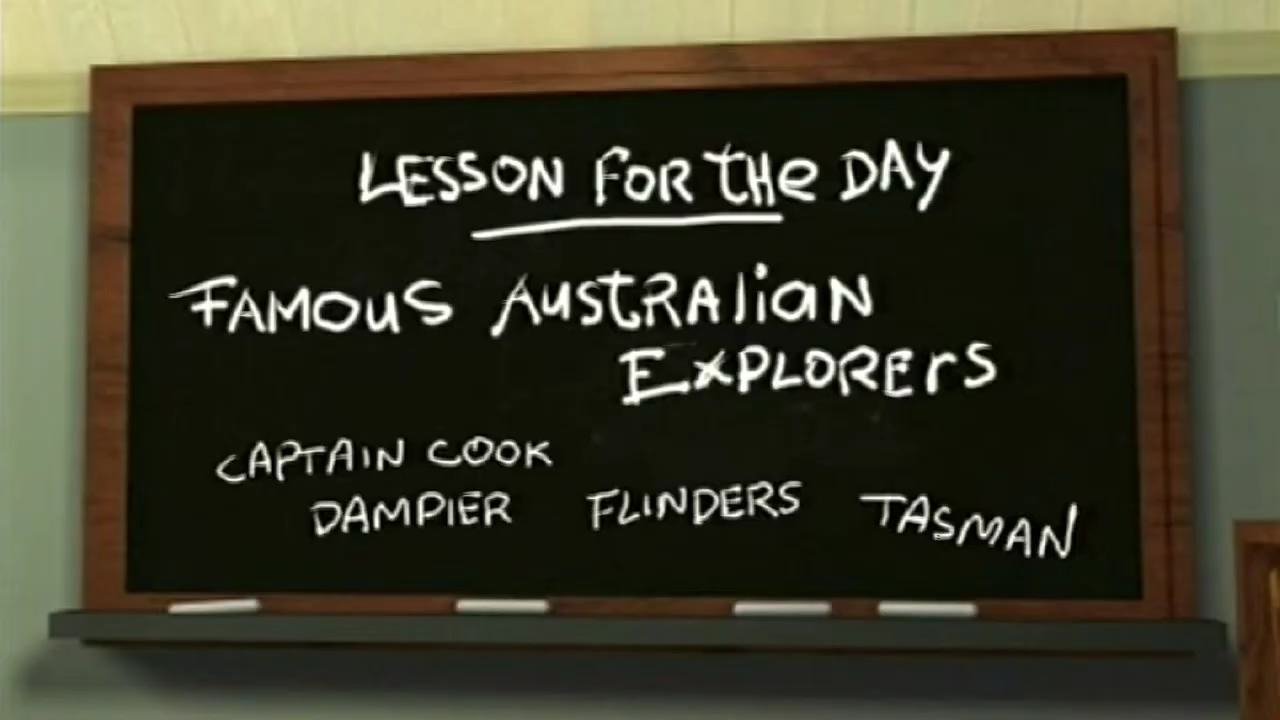 LESSON FOR THE DAY
FAMOUS AUSTRALIAN
EXPLORERS
CAPTAIN COOK
DAMPIER FLINDERS TASMAN